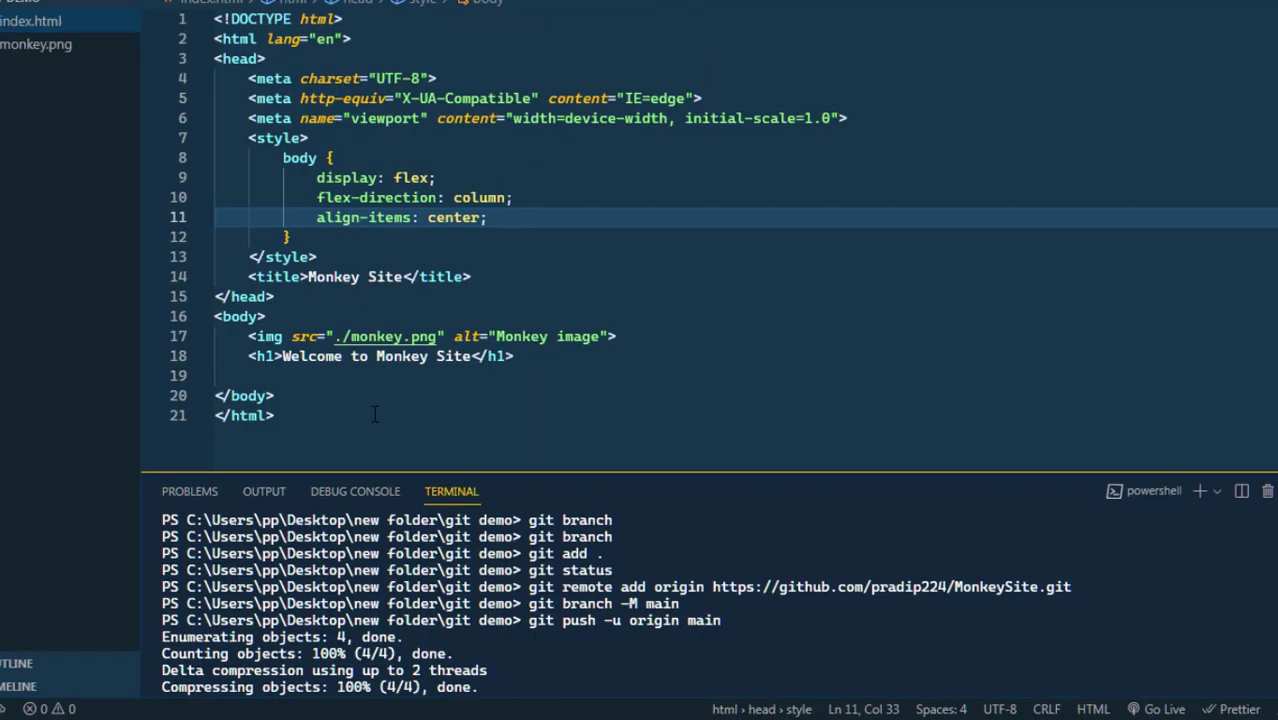 index.html
monkey.png
1 <!DOCTYPE html>
2 <html lang="en">
3 <head>
4 <meta charset="UTF-8">
5 <meta http-equiv="X-UA-Compatible" content="IE=edge">
6 <meta name="viewport" content="width=device-width, initial-scale=1.0">
7 <style>
8 body {
9 display: flex;
10 flex-direction: column;
11 align-items: center;
12 }
13 </style>
14 <title>Monkey Site</title>
15 </head>
16 <body>
17 <img src="./monkey.png" alt="Monkey image">
18 <h1>Welcome to Monkey Site</h1>
19
20 </body>
21 </html>
PROBLEMS OUTPUT DEBUG CONSOLE TERMINAL powershell
PS C:\Users\pp\Desktop\new folder\git demo> git branch
PS C:\Users\pp\Desktop\new folder\git demo> git branch
PS C:\Users\pp\Desktop\new folder\git demo> git add .
PS C:\Users\pp\Desktop\new folder\git demo> git status
PS C:\Users\pp\Desktop\new folder\git demo> git remote add origin https://github.com/pradip224/MonkeySite.git
PS C:\Users\pp\Desktop\new folder\git demo> git branch -M main
PS C:\Users\pp\Desktop\new folder\git demo> git push -u origin main
Enumerating objects: 4, done.
Counting objects: 100% (4/4), done.
Delta compression using up to 2 threads
Compressing objects: 100% (4/4), done.
UTLINE
MELINE
0 0 html > head > style Ln 11, Col 33 Spaces: 4 UTF-8 CRLF HTML Go Live Prettier